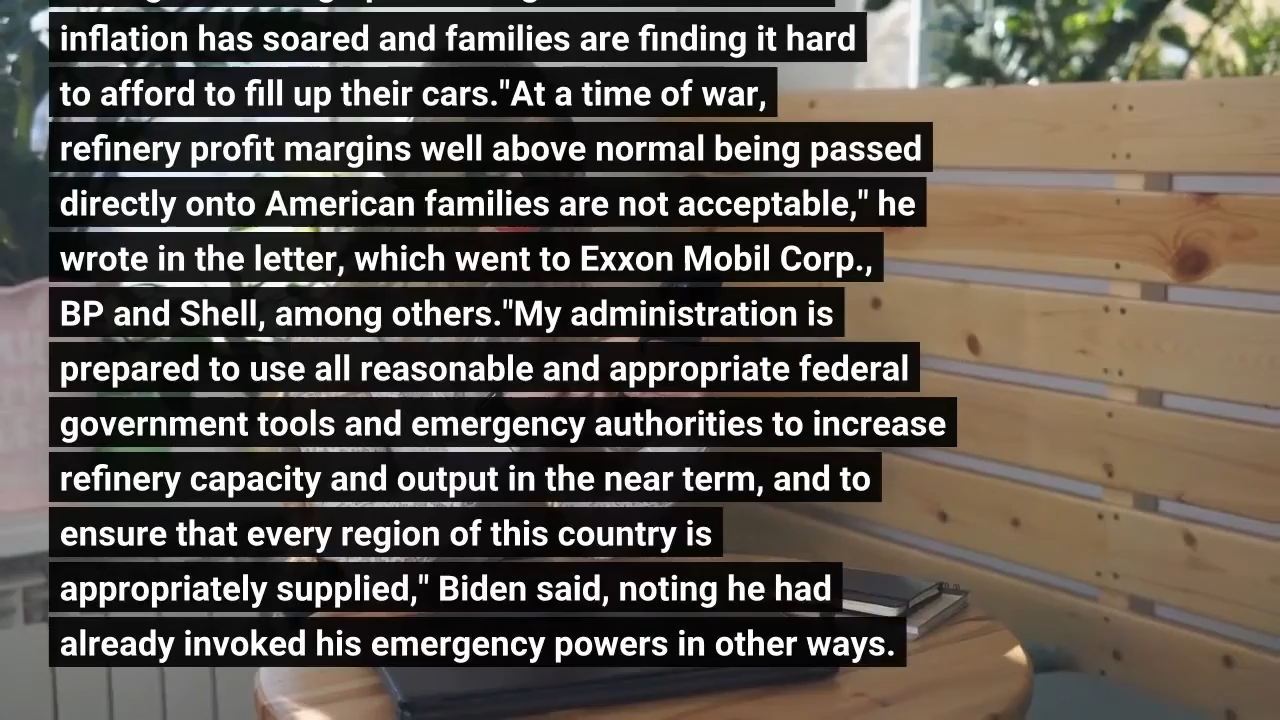 inflation has soared and families are finding it hard
to afford to fill up their cars."At a time of war,
refinery profit margins well above normal being passed
directly onto American families are not acceptable," he
wrote in the letter, which went to Exxon Mobil Corp.,
BP and Shell, among others."My administration is
prepared to use all reasonable and appropriate federal
government tools and emergency authorities to increase
refinery capacity and output in the near term, and to
ensure that every region of this country is
appropriately supplied," Biden said, noting he had
already invoked his emergency powers in other ways.